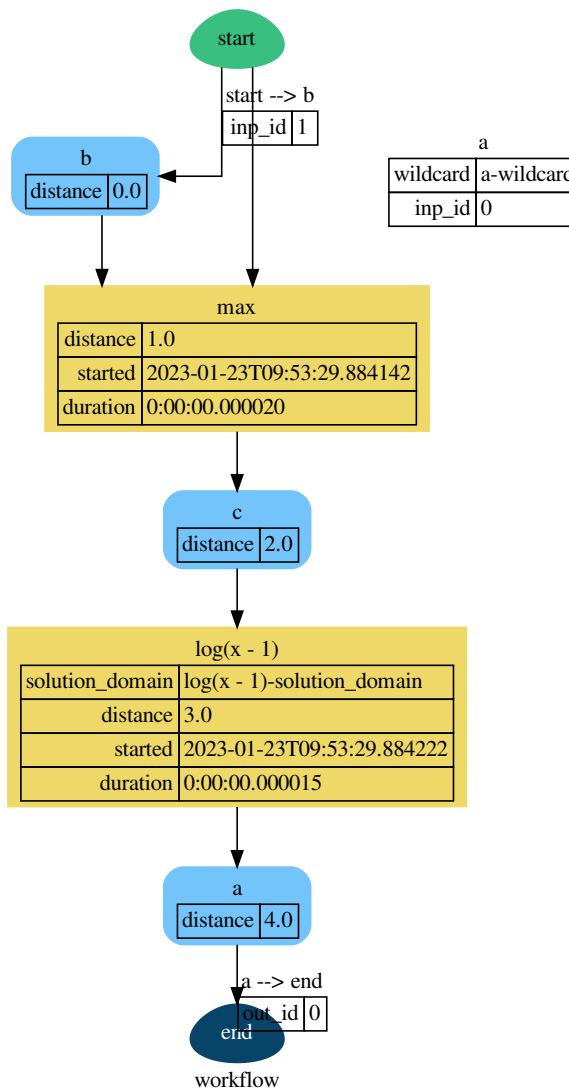 start
start --> b
inp_id 1
b
distance 0.0
a
wildcard a-wildcard
inp_id 0
max
distance 1.0
started 2023-01-23T09:53:29.884142
duration 0:00:00.000020
c
distance 2.0
log(x - 1)
solution_domain log(x - 1)-solution_domain
distance 3.0
started 2023-01-23T09:53:29.884222
duration 0:00:00.000015
a
distance 4.0
a --> end
out_id 0
end
workflow